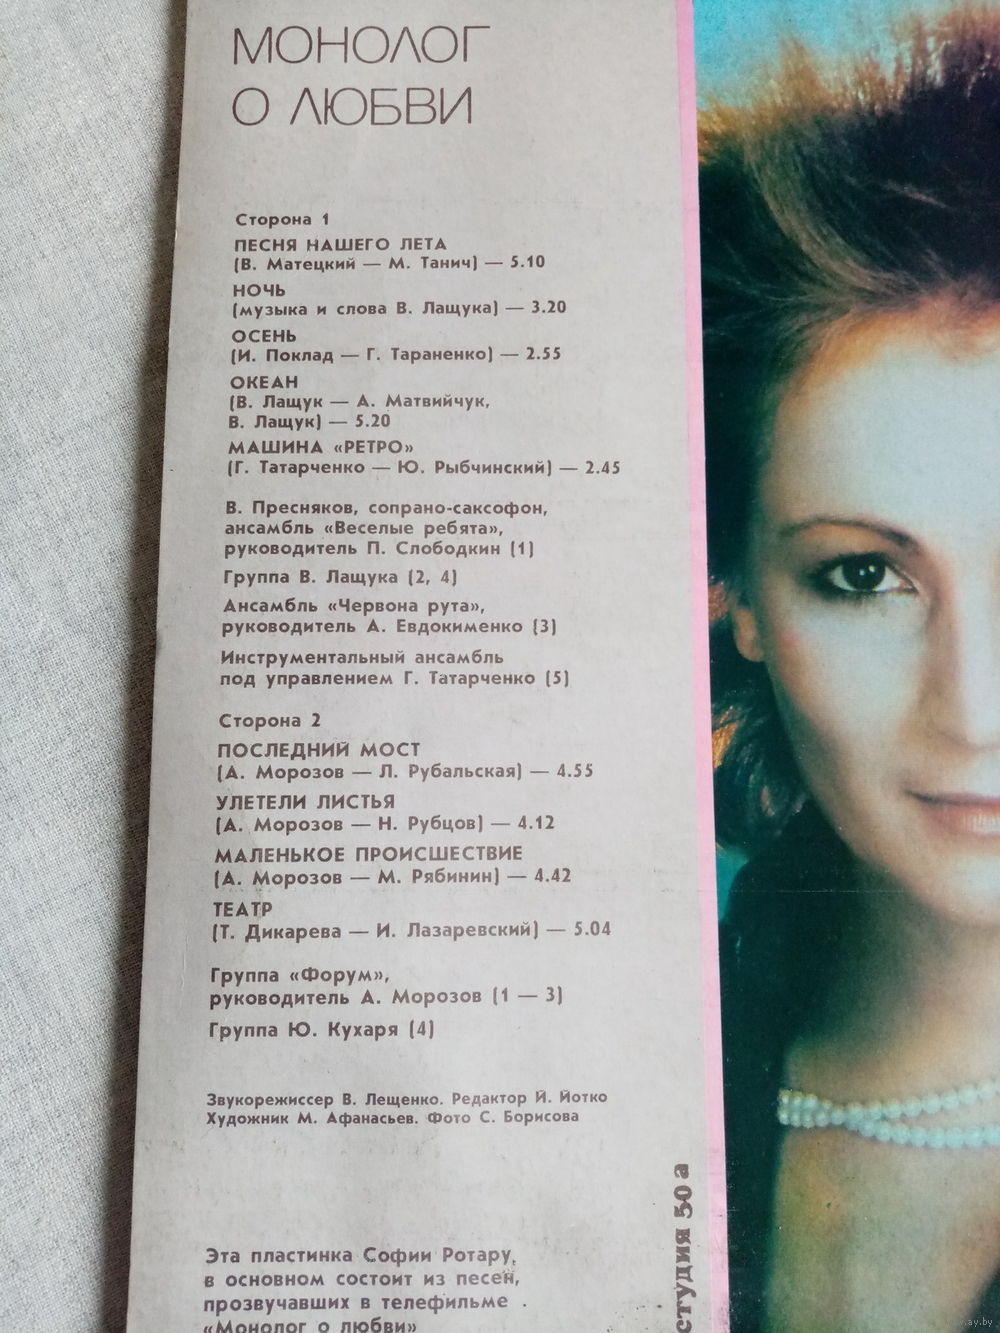 МОНОЛОГ
О ЛЮБВИ
Сторона 1
ПЕСНЯ НАШЕГО ЛЕТА
(В. Матецкий — М. Танич) — 5.10
НОЧЬ
(музыка и слова В. Лащука) — 3.20
ОСЕНЬ
(И. Поклад — Г. Тараненко) — 2.55
ОКЕАН
(В. Лащук — А. Матвийчук,
В. Лащук) — 5.20
МАШИНА «РЕТРО»
(Г. Татарченко — Ю. Рыбчинский) — 2.45
В. Пресняков, сопрано-саксофон,
ансамбль «Веселые ребята»,
руководитель П. Слободкин (1)
Группа В. Лащука (2, 4)
Ансамбль «Червона рута»,
руководитель А. Евдокименко (3)
Инструментальный ансамбль
под управлением Г. Татарченко (5)
Сторона 2
ПОСЛЕДНИЙ МОСТ
(А. Морозов — Л. Рубальская) — 4.55
УЛЕТЕЛИ ЛИСТЬЯ
(А. Морозов — Н. Рубцов) — 4.12
МАЛЕНЬКОЕ ПРОИСШЕСТВИЕ
(А. Морозов — М. Рябинин) — 4.42
ТЕАТР
(Т. Дикарева — И. Лазаревский) — 5.04
Группа «Форум»,
руководитель А. Морозов (1 — 3)
Группа Ю. Кухаря (4)
Звукорежиссер В. Лещенко. Редактор Й. Йотко
Художник М. Афанасьев. Фото С. Борисова
Эта пластинка Софии Ротару,
в основном состоит из песен,
прозвучавших в телефильме
«Монолог о любви»
студия 50 а